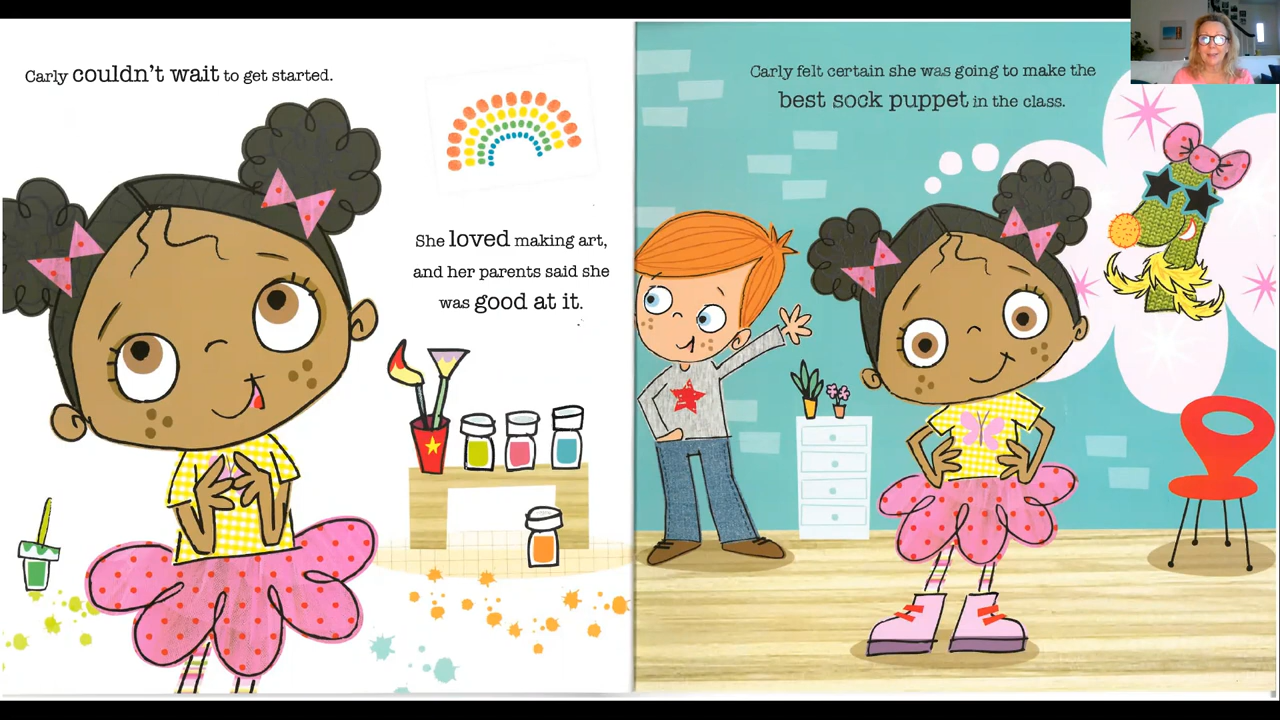 Carly couldn't wait to get started.
She loved making art,
and her parents said she
was good at it.
Carly felt certain she was going to make the
best sock puppet in the class.